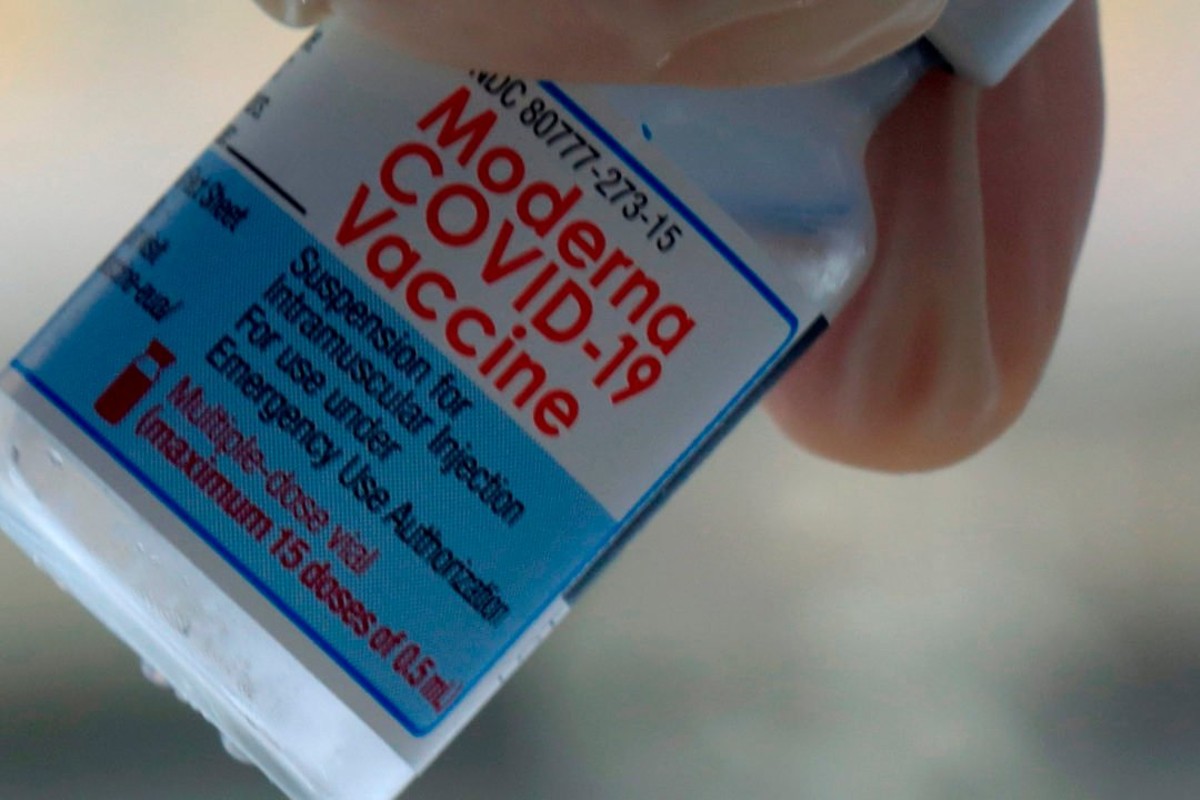 NDC 80777-273-15
Moderna
COVID-19
Vaccine
Suspension for
Intramuscular Injection
For use under
Emergency Use Authorization
Multiple-dose vial
(maximum 15 doses of 0.5 mL)
Sheet